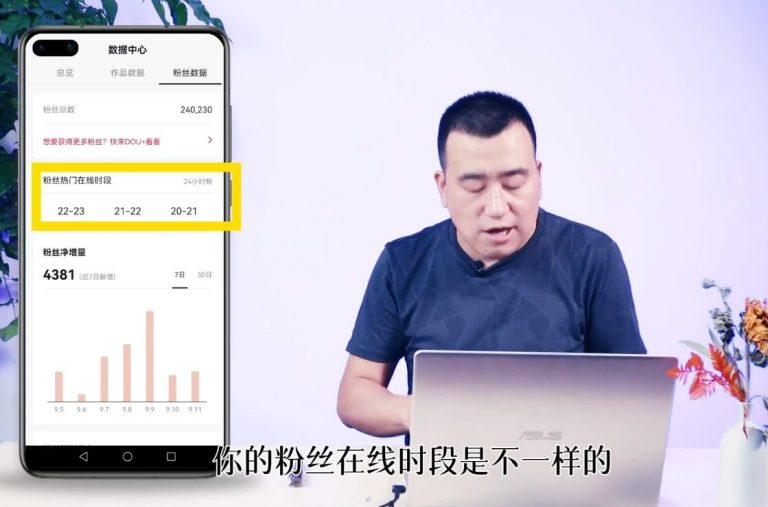 数据中心
总览 作品数据 粉丝数据
粉丝总数 240,230
想要获得更多粉丝？快来DOU+看看
粉丝热门在线时段 24小时制
22-23 21-22 20-21
粉丝净增量
4381 (近7日新增) 7日 30日
9.5 9.6 9.7 9.8 9.9 9.10 9.11
ASUS
你的粉丝在线时段是不一样的